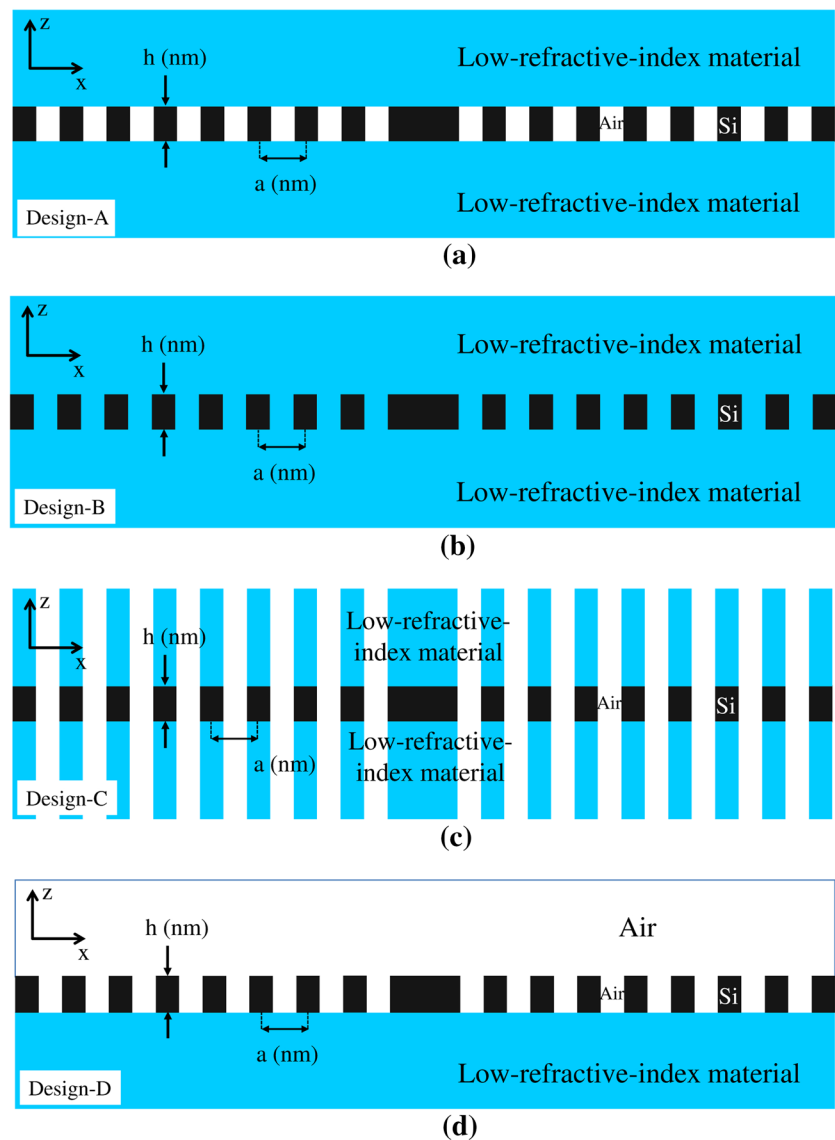 z
x
h (nm)
Low-refractive-index material
Air
Si
a (nm)
Low-refractive-index material
Design-A
(a)
z
x
h (nm)
Low-refractive-index material
Si
a (nm)
Low-refractive-index material
Design-B
(b)
z
x
h (nm)
Low-refractive-
index material
Air
Si
a (nm)
Low-refractive-
index material
Design-C
(c)
z
x
h (nm)
Air
Air
Si
a (nm)
Low-refractive-index material
Design-D
(d)